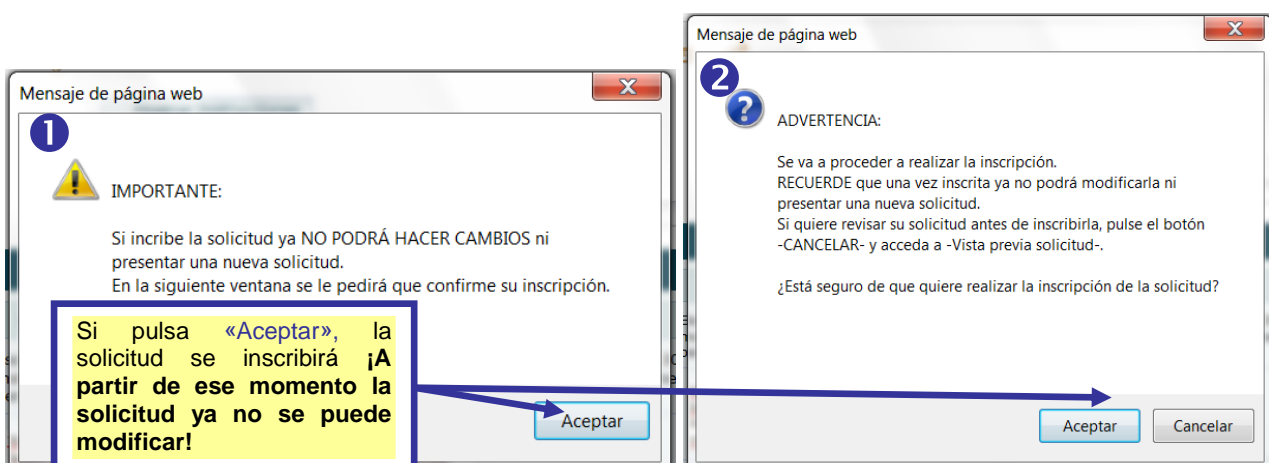 Mensaje de página web
1
IMPORTANTE:
Si incribe la solicitud ya NO PODRÁ HACER CAMBIOS ni
presentar una nueva solicitud.
En la siguiente ventana se le pedirá que confirme su inscripción.
Si pulsa «Aceptar», la
solicitud se inscribirá ¡A
partir de ese momento la
solicitud ya no se puede
modificar!
Aceptar
Mensaje de página web
2
ADVERTENCIA:
Se va a proceder a realizar la inscripción.
RECUERDE que una vez inscrita ya no podrá modificarla ni
presentar una nueva solicitud.
Si quiere revisar su solicitud antes de inscribirla, pulse el botón
-CANCELAR- y acceda a -Vista previa solicitud-.
¿Está seguro de que quiere realizar la inscripción de la solicitud?
Aceptar
Cancelar